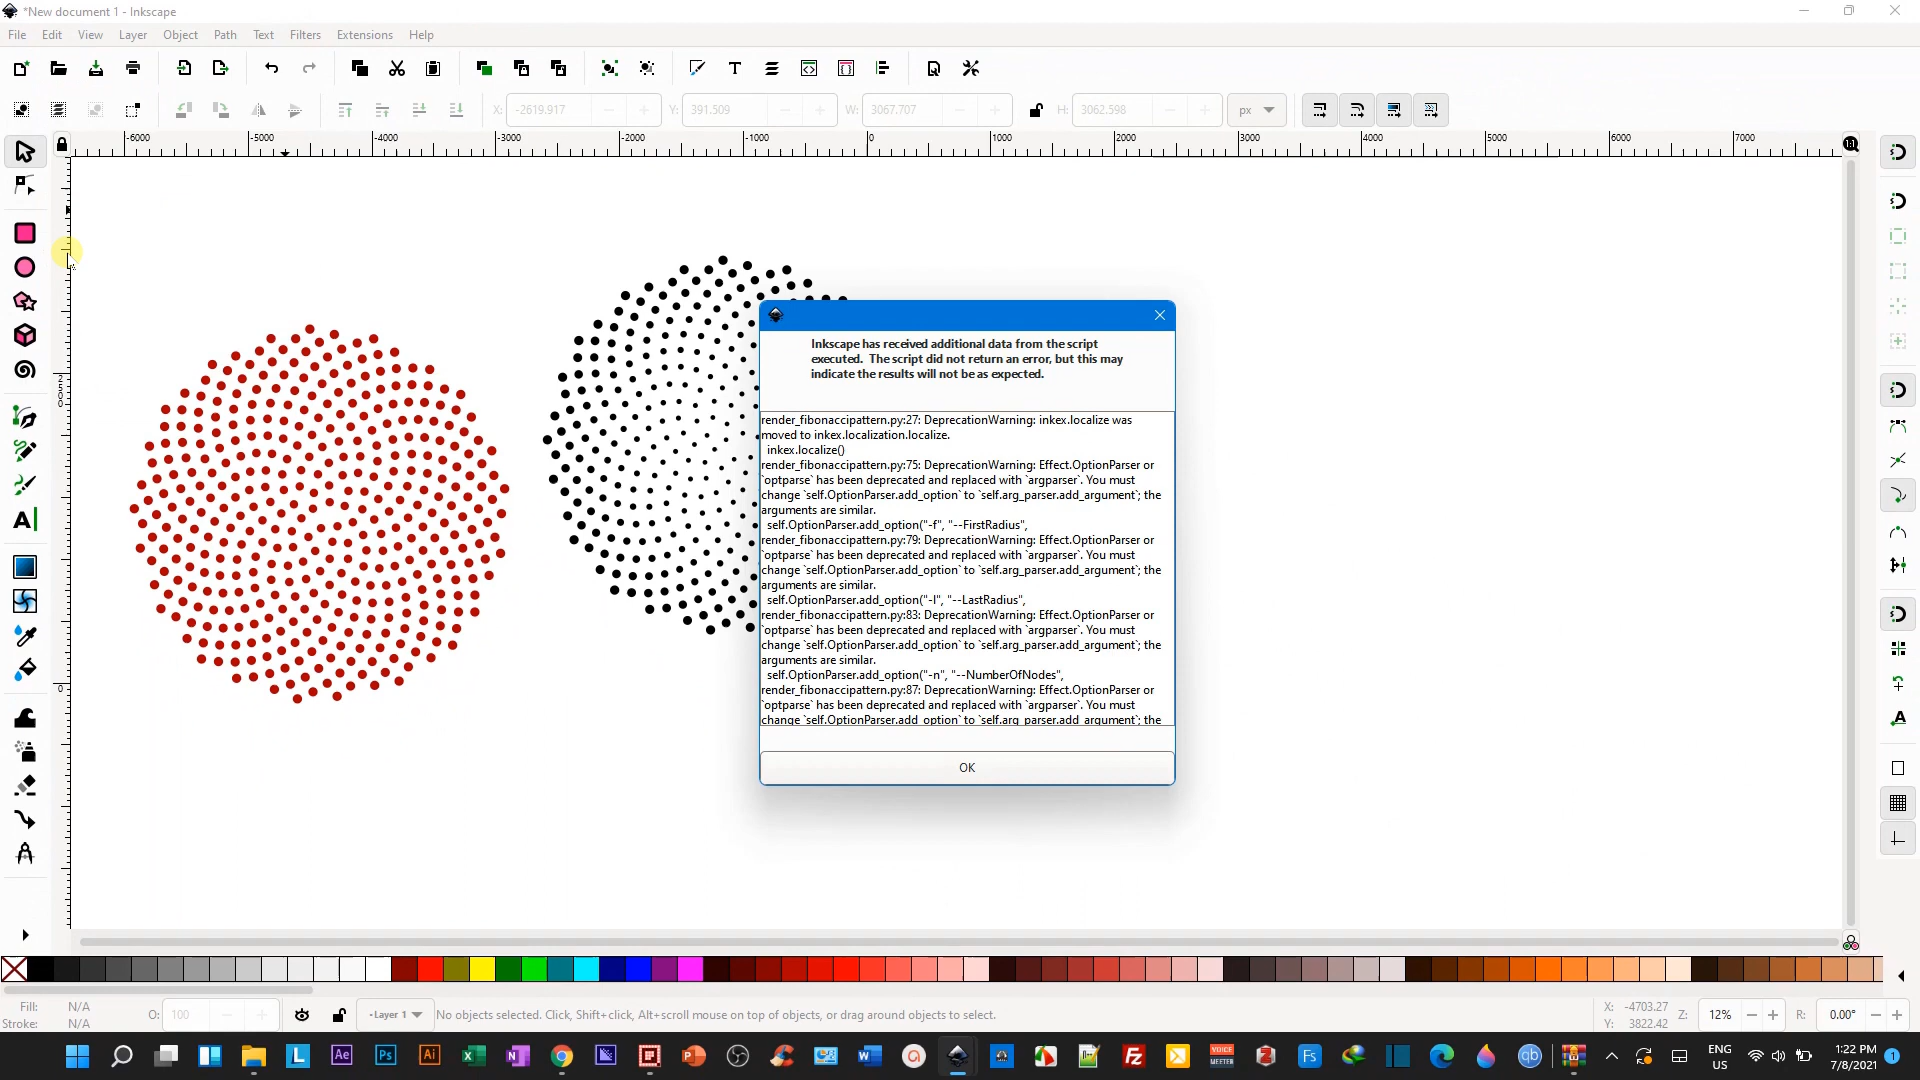 *New document 1 - Inkscape
File Edit View Layer Object Path Text Filters Extensions Help
X: -2619.917 Y: 391.509 W: 3067.707 H: 3062.598 px
-6000 -5000 -4000 -3000 -2000 -1000 0 1000 2000 3000 4000 5000 6000 7000
2500
0
Inkscape has received additional data from the script
executed.  The script did not return an error, but this may
indicate the results will not be as expected.
render_fibonaccipattern.py:27: DeprecationWarning: inkex.localize was
moved to inkex.localization.localize.
inkex.localize()
render_fibonaccipattern.py:75: DeprecationWarning: Effect.OptionParser or
`optparse` has been deprecated and replaced with `argparser`. You must
change `self.OptionParser.add_option` to `self.arg_parser.add_argument`; the
arguments are similar.
self.OptionParser.add_option("-f", "--FirstRadius",
render_fibonaccipattern.py:79: DeprecationWarning: Effect.OptionParser or
`optparse` has been deprecated and replaced with `argparser`. You must
change `self.OptionParser.add_option` to `self.arg_parser.add_argument`; the
arguments are similar.
self.OptionParser.add_option("-l", "--LastRadius",
render_fibonaccipattern.py:83: DeprecationWarning: Effect.OptionParser or
`optparse` has been deprecated and replaced with `argparser`. You must
change `self.OptionParser.add_option` to `self.arg_parser.add_argument`; the
arguments are similar.
self.OptionParser.add_option("-n", "--NumberOfNodes",
render_fibonaccipattern.py:87: DeprecationWarning: Effect.OptionParser or
`optparse` has been deprecated and replaced with `argparser`. You must
change `self.OptionParser.add_option` to `self.arg_parser.add_argument`; the
OK
Fill: N/A
Stroke: N/A
O: 100
-Layer 1
No objects selected. Click, Shift+click, Alt+scroll mouse on top of objects, or drag around objects to select.
X: -4703.27
Y: 3822.42
Z: 12%
R: 0.00°
ENG
US
1:22 PM
7/8/2021
1